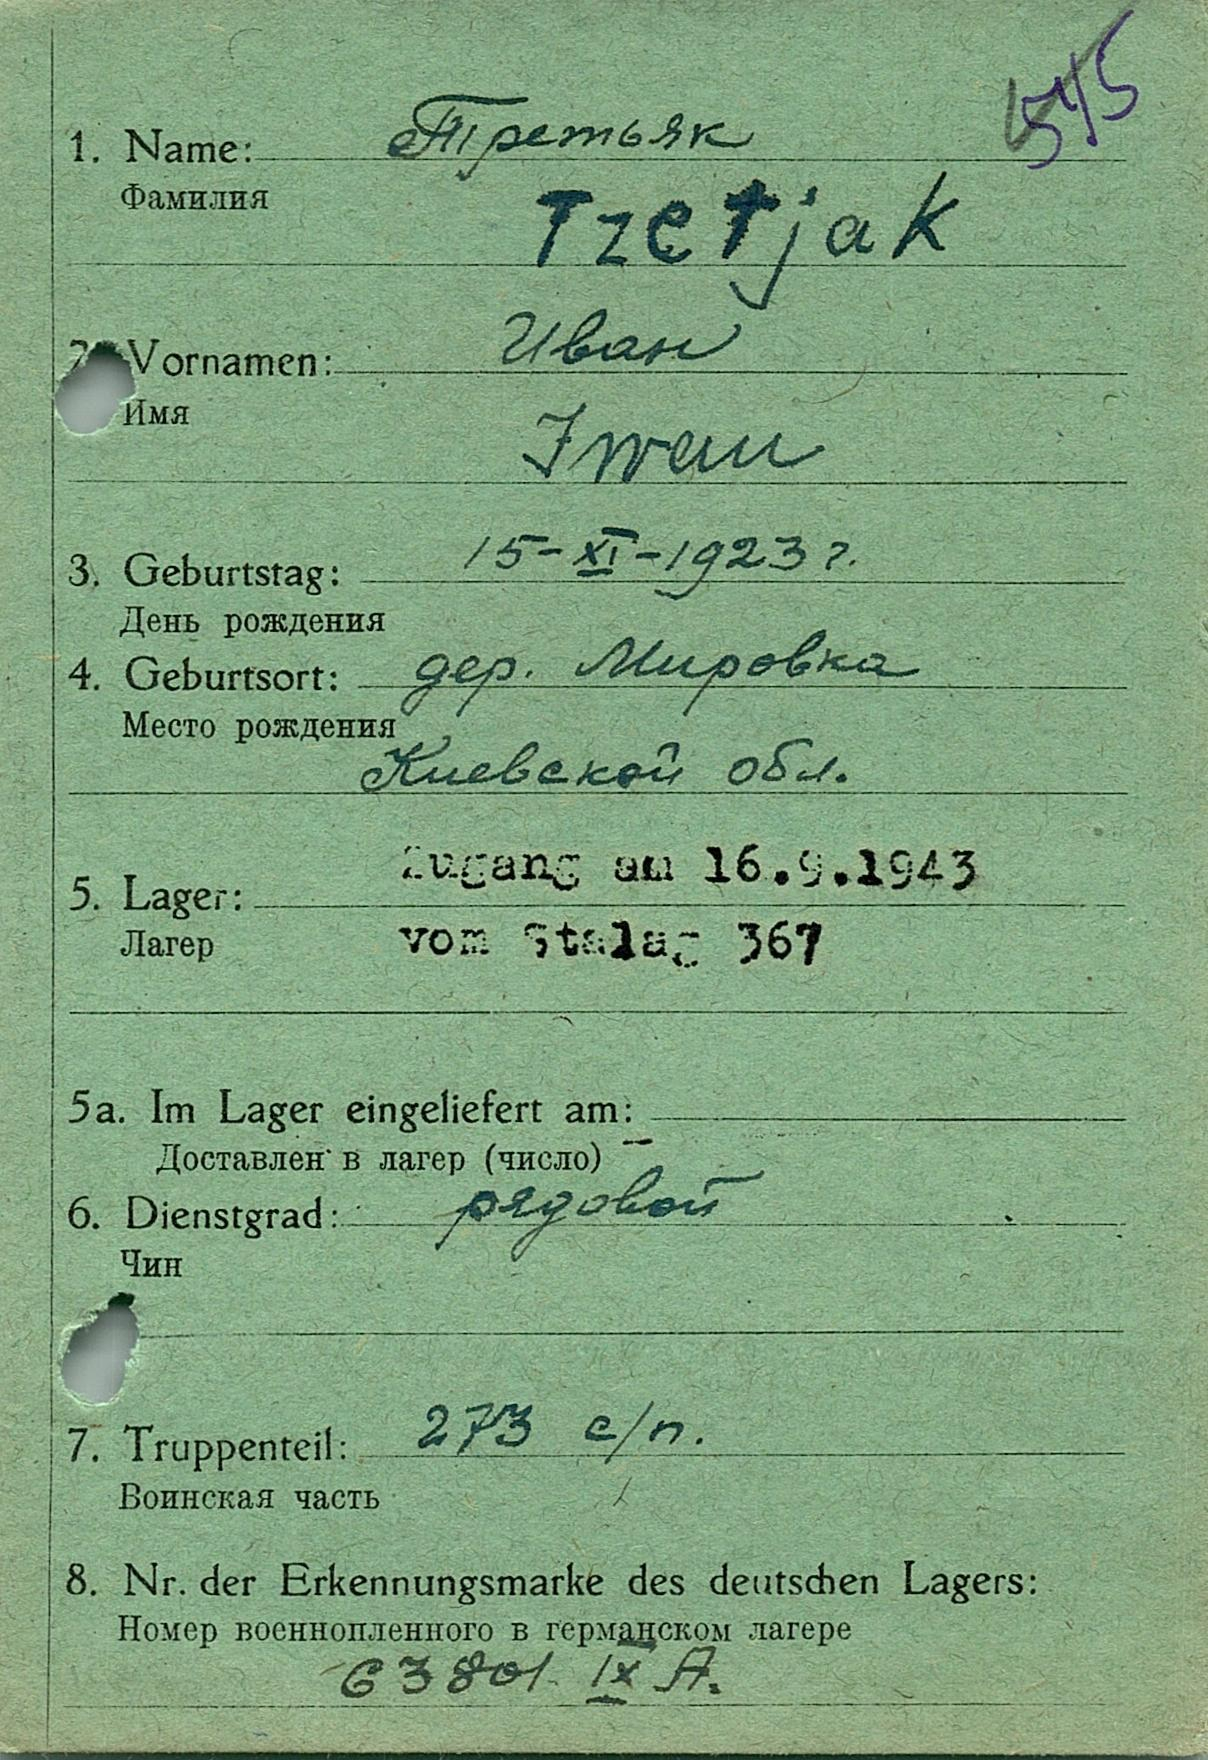 545
1. Name: Третьяк
Фамилия
Tzetjak
2. Vornamen: Иван
Имя
Iwan
3. Geburtstag: 15-XI-1923 г.
День рождения
4. Geburtsort: дер. Мировка
Место рождения
Киевской обл.
Zugang am 16.9.1943
5. Lager:
Лагер vom Stalag 367
5a. Im Lager eingeliefert am:
Доставлен в лагер (число)
6. Dienstgrad: рядовой
Чин
7. Truppenteil: 273 с/п.
Воинская часть
8. Nr. der Erkennungsmarke des deutschen Lagers:
Номер военнопленного в германском лагере
63801 IX А.